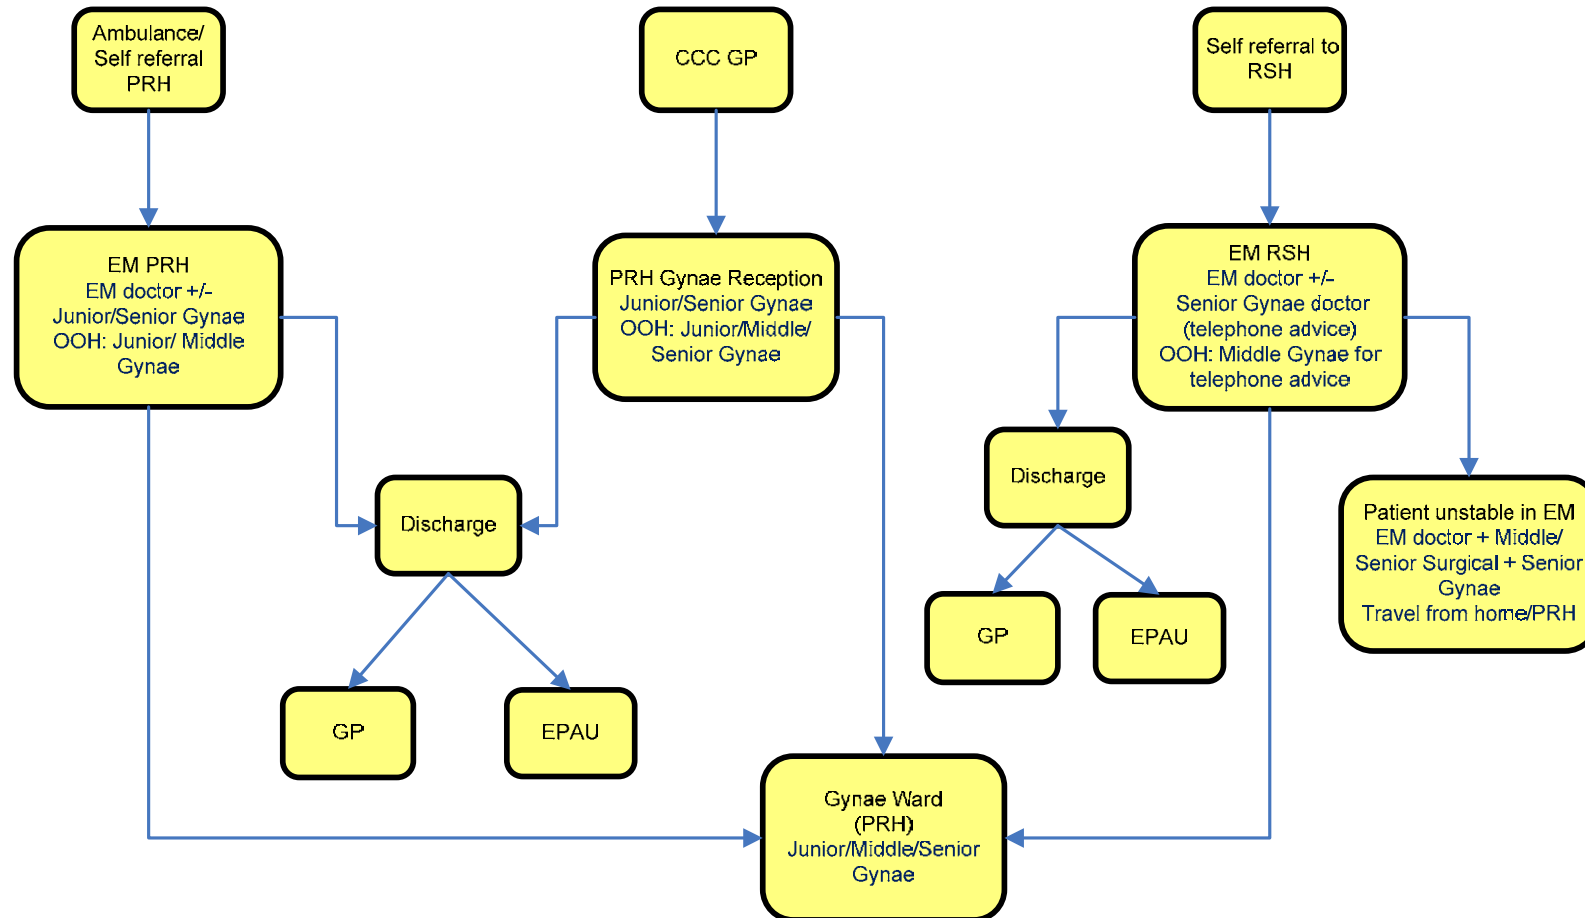 Ambulance/
Self referral
PRH
CCC GP
Self referral to
RSH
EM PRH
EM doctor +/-
Junior/Senior Gynae
OOH: Junior/ Middle
Gynae
PRH Gynae Reception
Junior/Senior Gynae
OOH: Junior/Middle/
Senior Gynae
EM RSH
EM doctor +/-
Senior Gynae doctor
(telephone advice)
OOH: Middle Gynae for
telephone advice
Discharge
Discharge
Patient unstable in EM
EM doctor + Middle/
Senior Surgical + Senior
Gynae
Travel from home/PRH
GP
EPAU
GP
EPAU
Gynae Ward
(PRH)
Junior/Middle/Senior
Gynae